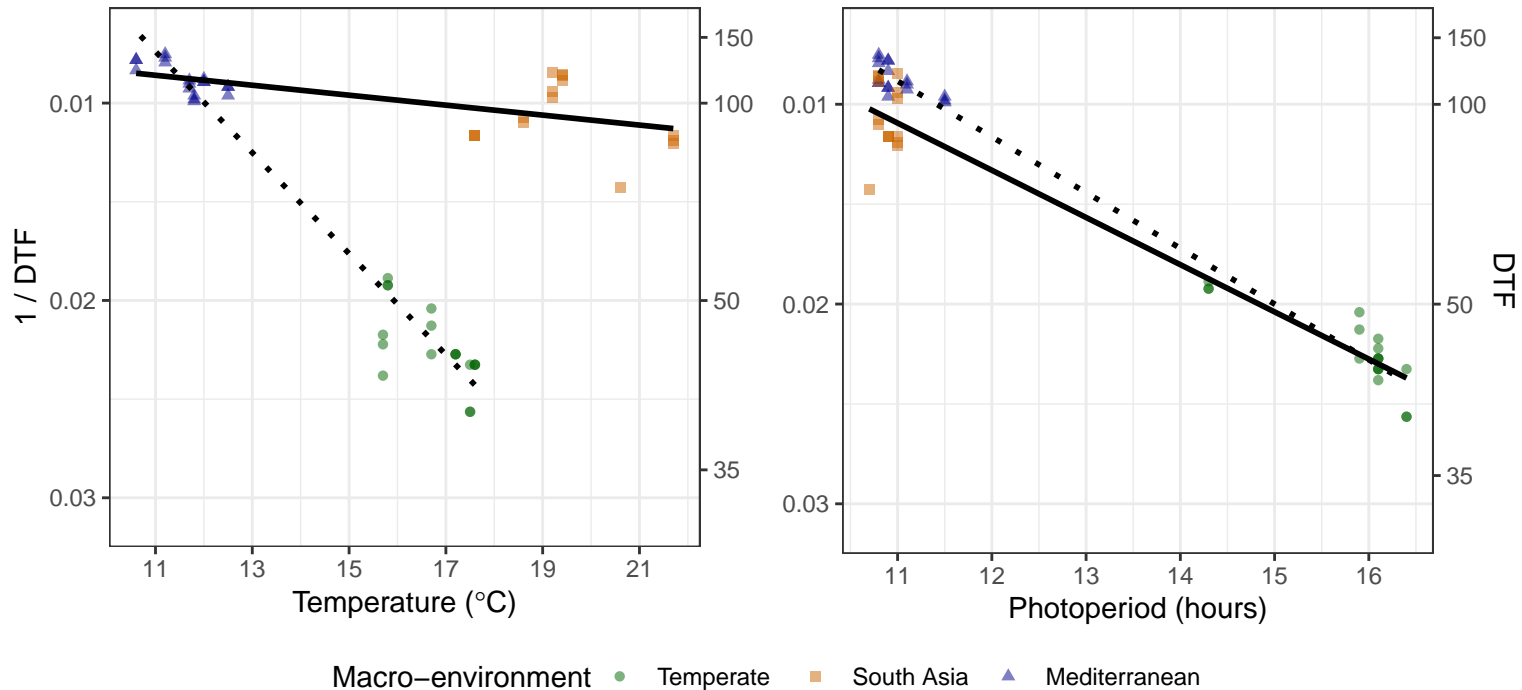 1 / DTF
0.01
0.02
0.03
150
100
50
35
11 13 15 17 19 21
Temperature (°C)
0.01
0.02
0.03
150
100
50
35
DTF
11 12 13 14 15 16
Photoperiod (hours)
Macro−environment Temperate South Asia Mediterranean